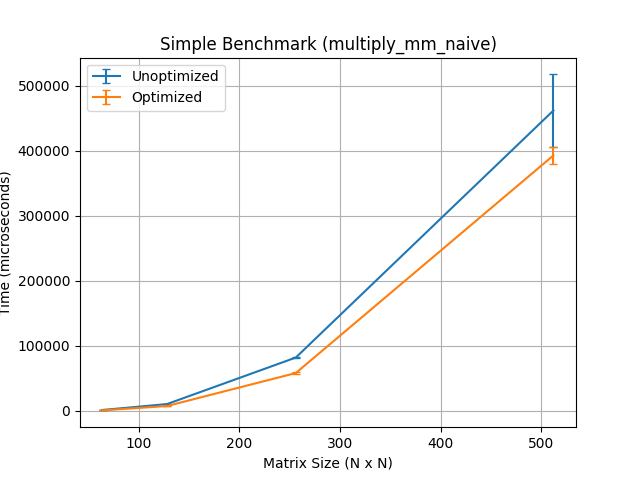 Simple Benchmark (multiply_mm_naive)
Unoptimized
Optimized
Time (microseconds)
500000
400000
300000
200000
100000
0
100
200
300
400
500
Matrix Size (N x N)